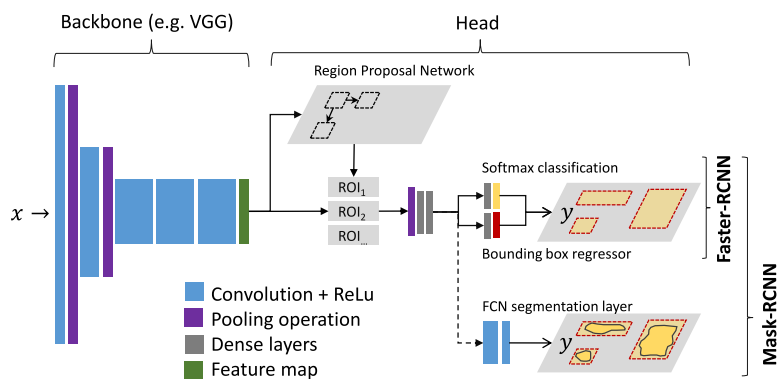 Backbone (e.g. VGG)
Head
Region Proposal Network
x
ROI1
ROI2
ROI...
Softmax classification
y
Bounding box regressor
Faster-RCNN
Mask-RCNN
Convolution + ReLu
Pooling operation
Dense layers
Feature map
FCN segmentation layer
y